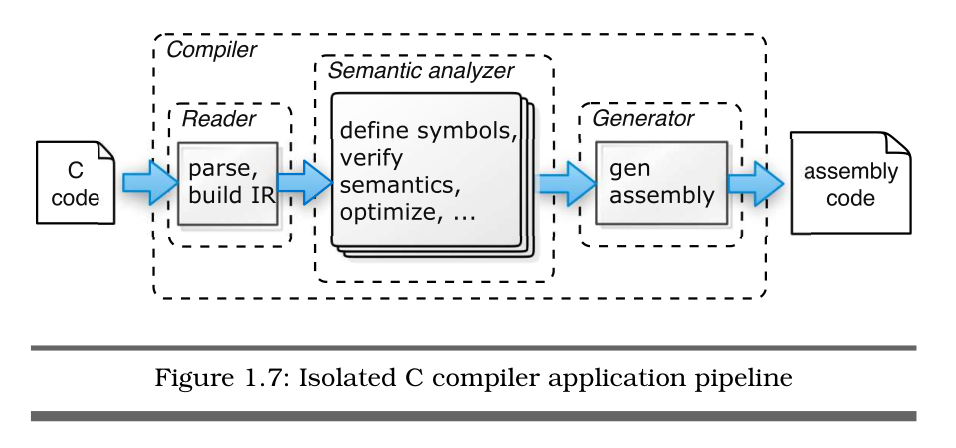 Compiler
Semantic analyzer
Reader
Generator
C
code
parse,
build IR
define symbols,
verify
semantics,
optimize, ...
gen
assembly
assembly
code
Figure 1.7: Isolated C compiler application pipeline